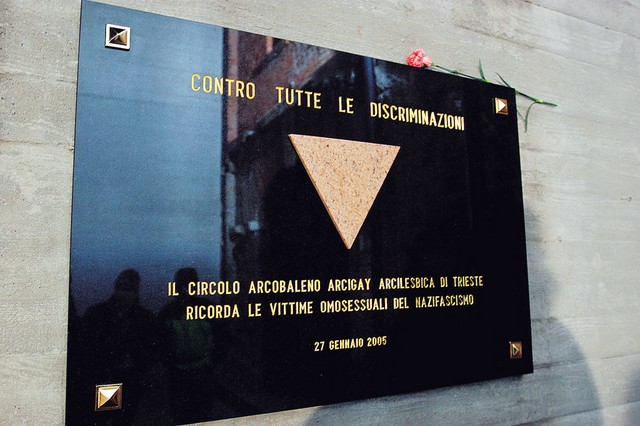 CONTRO TUTTE LE DISCRIMINAZIONI
IL CIRCOLO ARCOBALENO ARCIGAY ARCILESBICA DI TRIESTE
RICORDA LE VITTIME OMOSESSUALI DEL NAZIFASCISMO
27 GENNAIO 2005